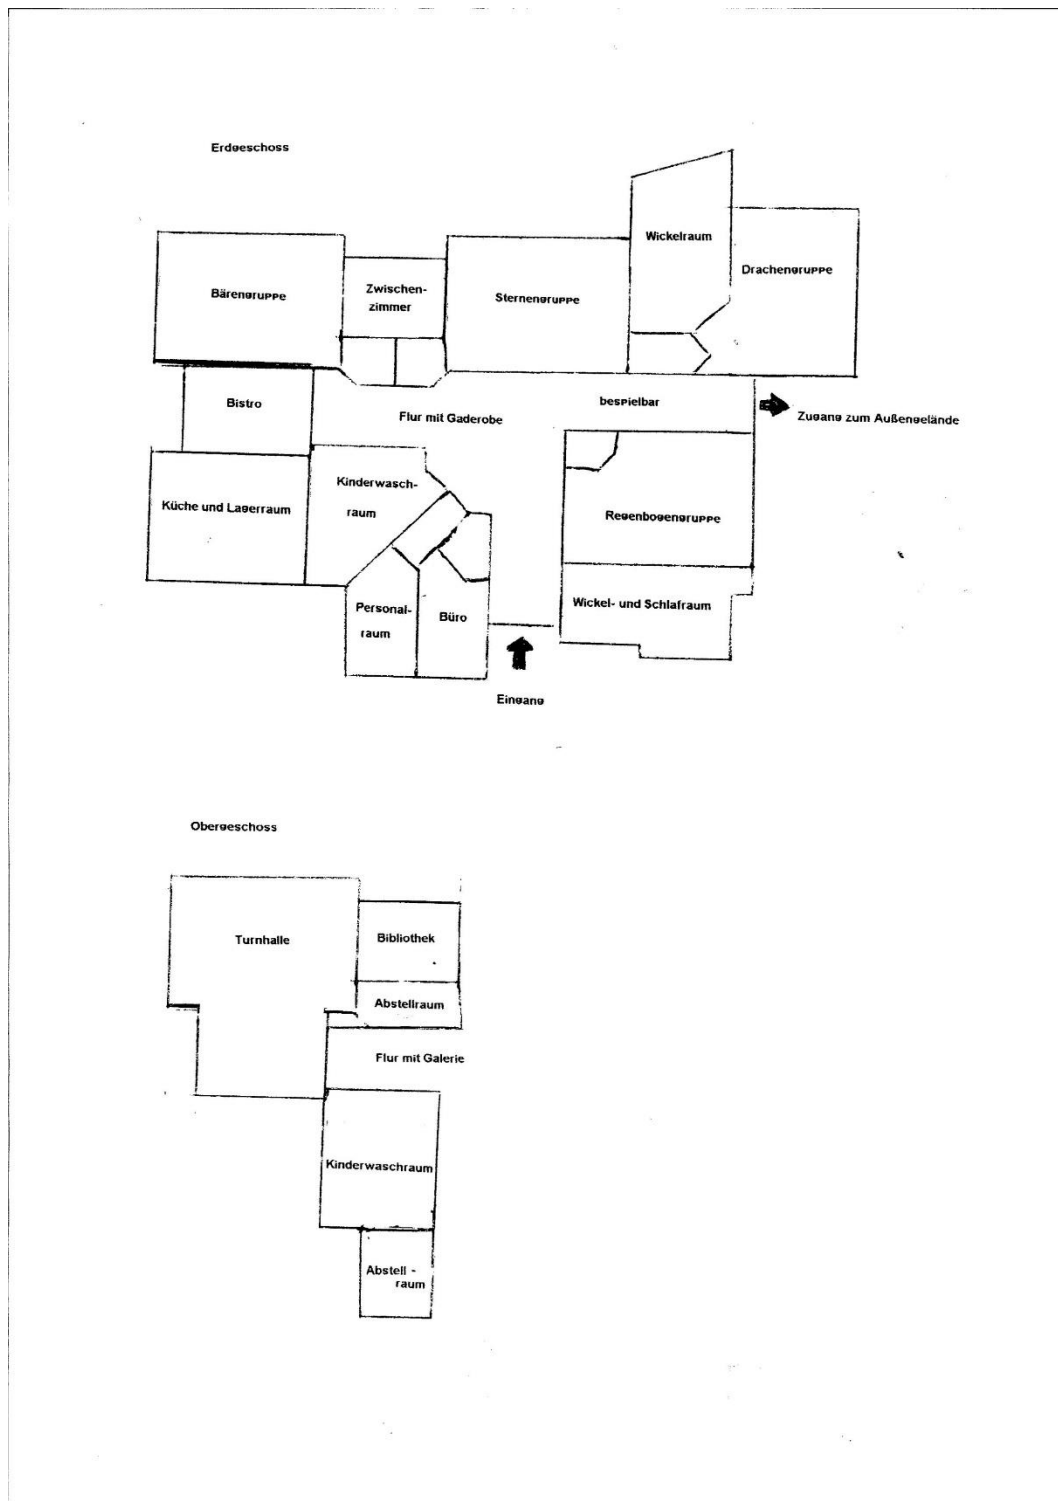 Erdgeschoss
Wickelraum
Drachengruppe
Bärengruppe
Zwischen-
zimmer
Sternengruppe
Bistro
Flur mit Gaderobe
bespielbar
Zugang zum Außengelände
Küche und Lagerraum
Kinderwasch-
raum
Regenbogengruppe
Personal-
raum
Büro
Wickel- und Schlafraum
Eingang
Obergeschoss
Turnhalle
Bibliothek
Abstellraum
Flur mit Galerie
Kinderwaschraum
Abstell -
raum